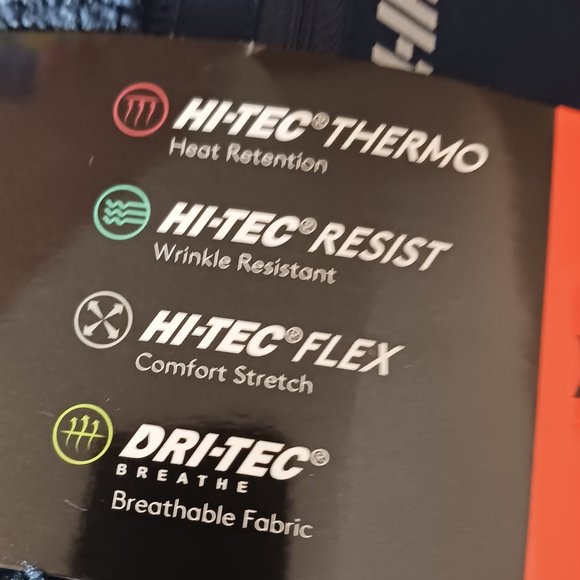 HI-TEC® THERMO
Heat Retention
HI-TEC® RESIST
Wrinkle Resistant
HI-TEC® FLEX
Comfort Stretch
DRI-TEC®
BREATHE
Breathable Fabric